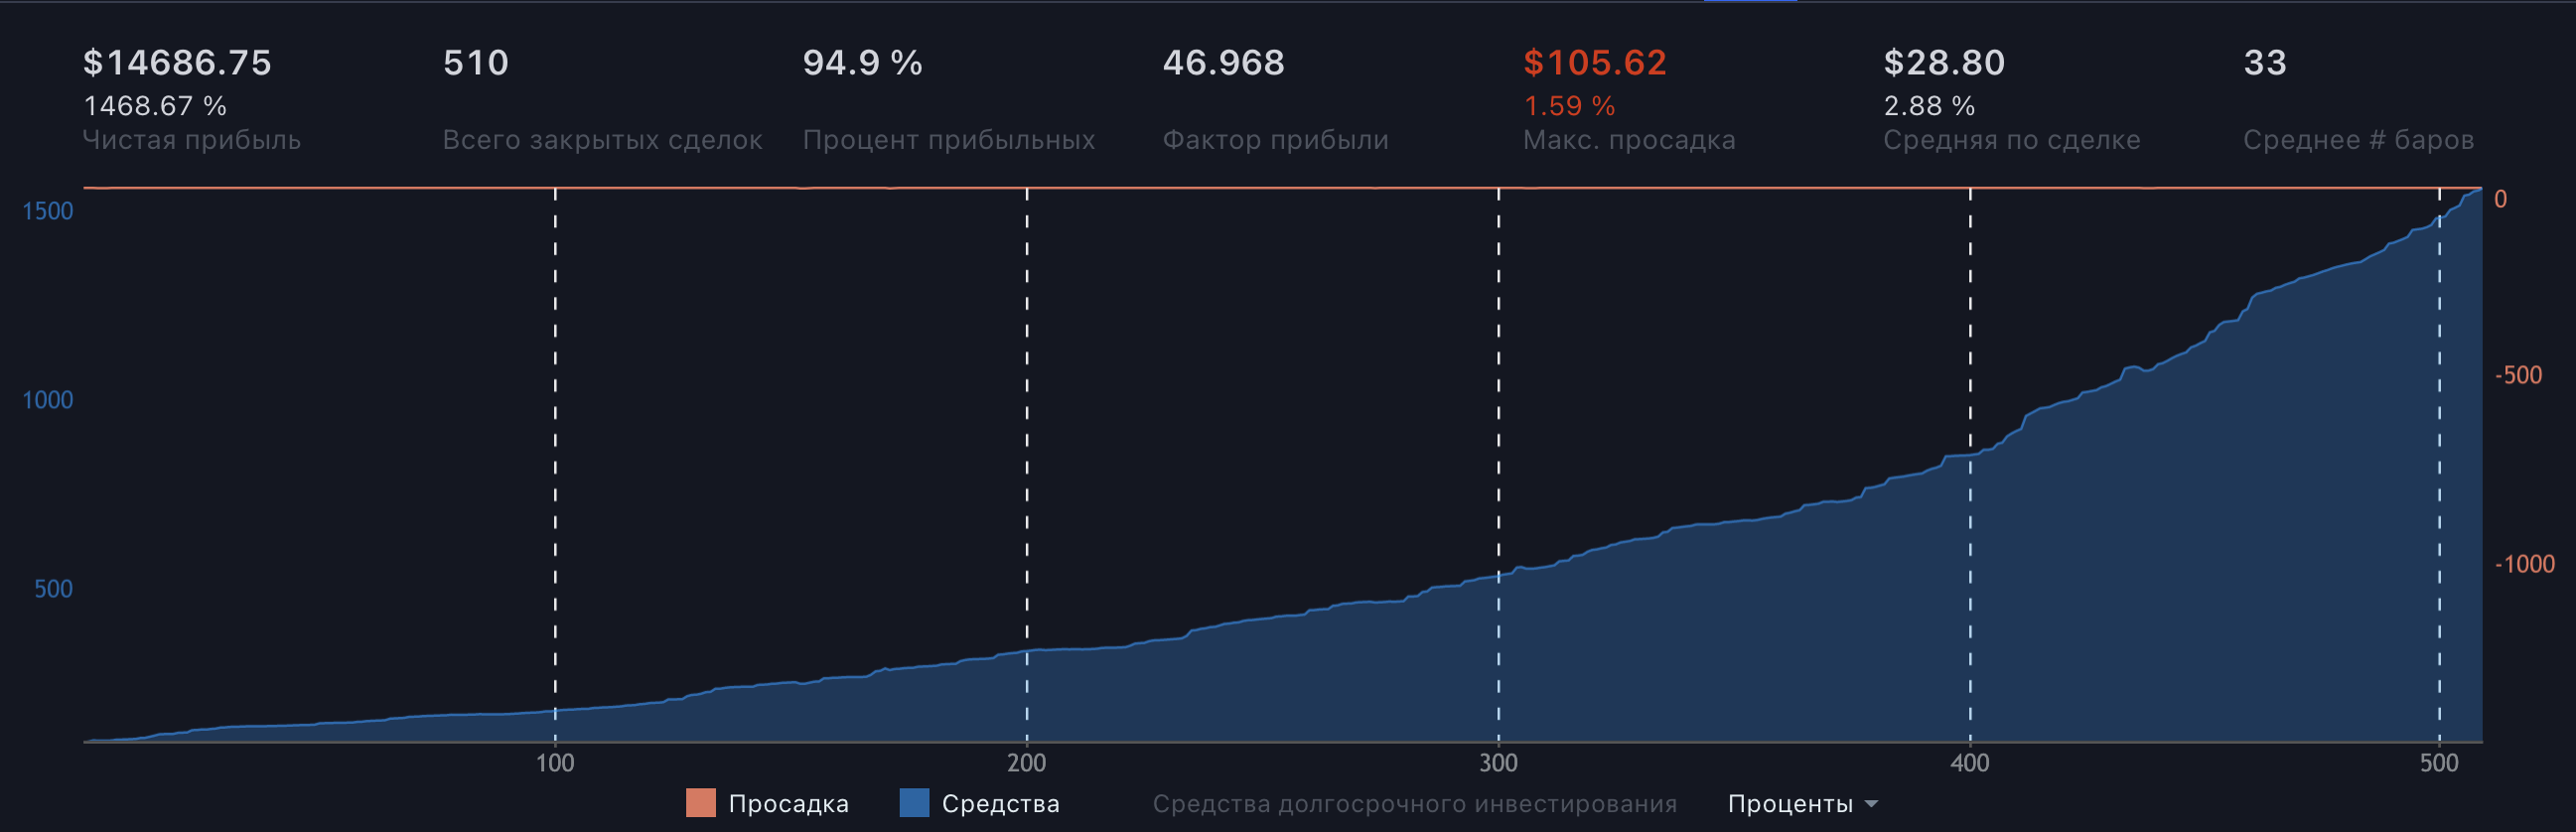 $14686.75
1468.67 %
Чистая прибыль
510
Всего закрытых сделок
94.9 %
Процент прибыльных
46.968
Фактор прибыли
$105.62
1.59 %
Макс. просадка
$28.80
2.88 %
Средняя по сделке
33
Среднее # баров
1500
1000
500
0
-500
-1000
100
200
300
400
500
Просадка
Средства
Средства долгосрочного инвестирования
Проценты